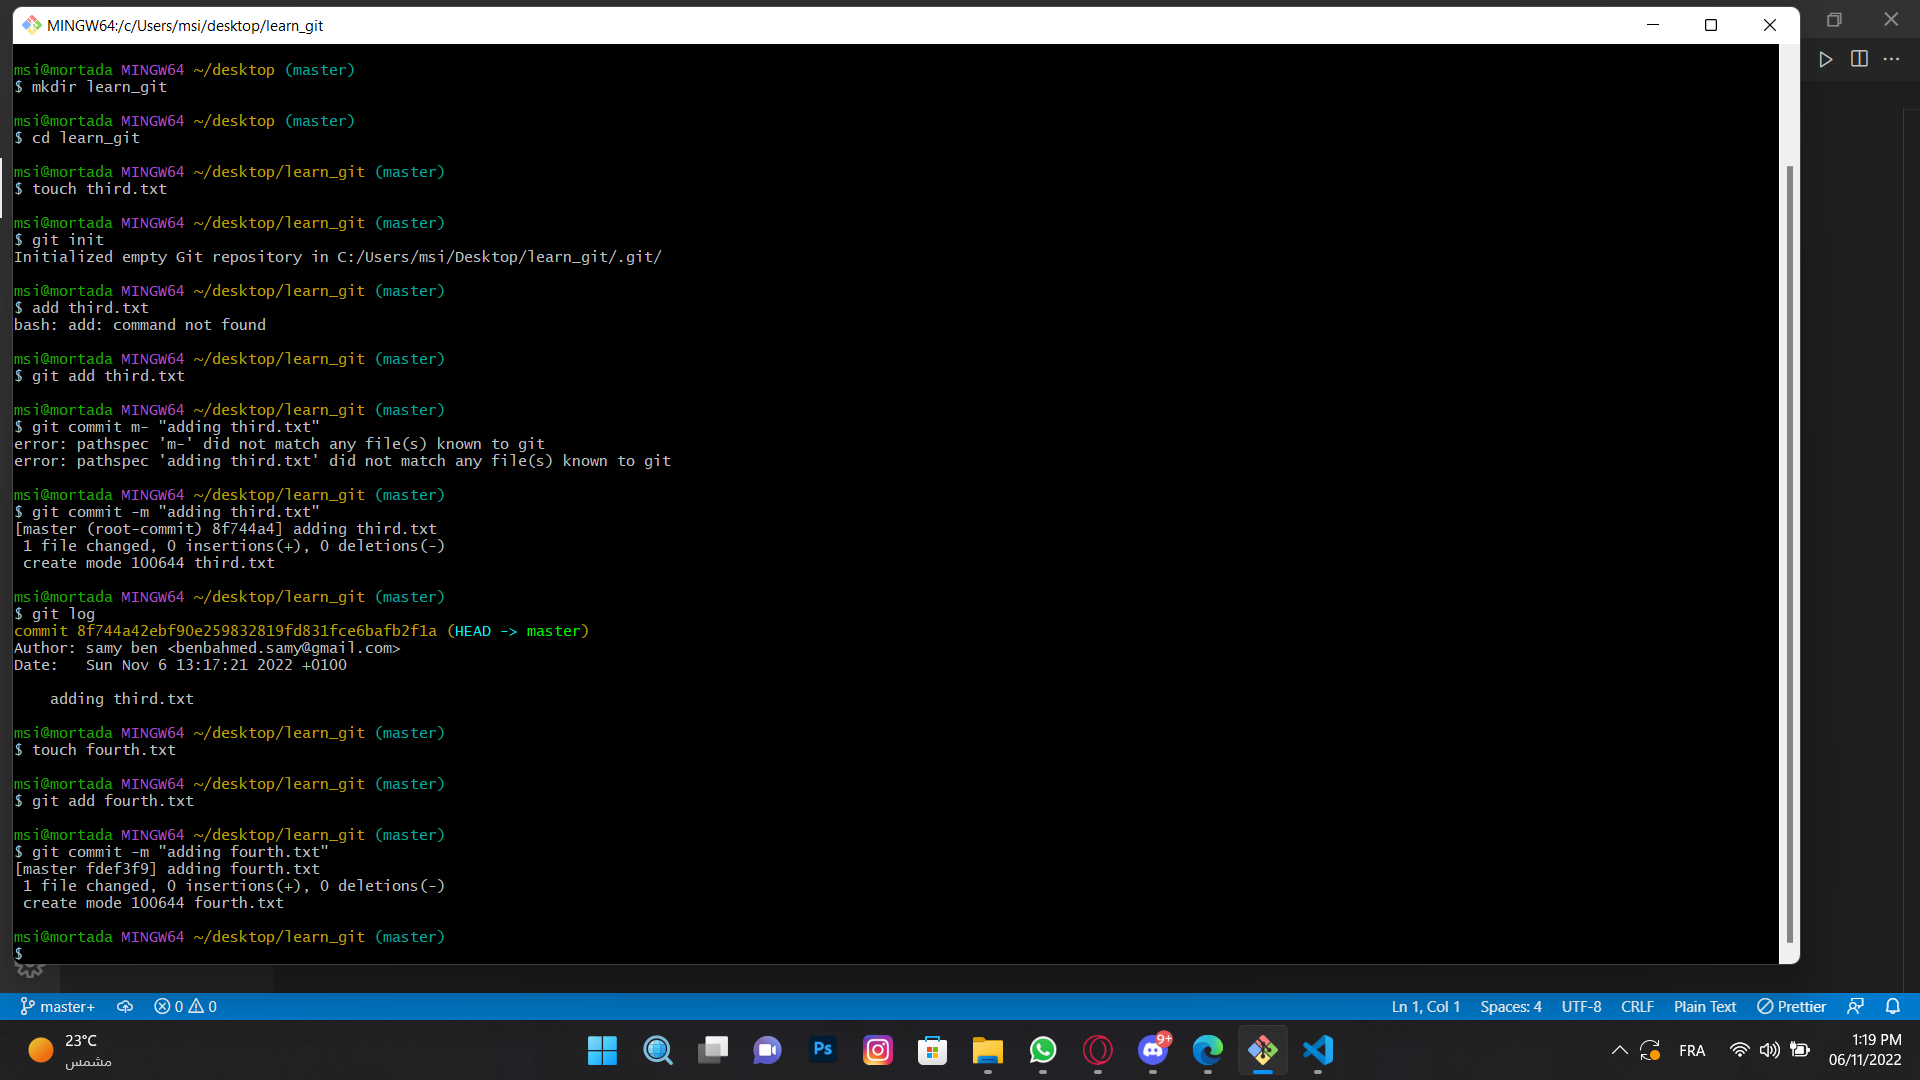 MINGW64:/c/Users/msi/desktop/learn_git
msi@mortada MINGW64 ~/desktop (master)
$ mkdir learn_git
msi@mortada MINGW64 ~/desktop (master)
$ cd learn_git
msi@mortada MINGW64 ~/desktop/learn_git (master)
$ touch third.txt
msi@mortada MINGW64 ~/desktop/learn_git (master)
$ git init
Initialized empty Git repository in C:/Users/msi/Desktop/learn_git/.git/
msi@mortada MINGW64 ~/desktop/learn_git (master)
$ add third.txt
bash: add: command not found
msi@mortada MINGW64 ~/desktop/learn_git (master)
$ git add third.txt
msi@mortada MINGW64 ~/desktop/learn_git (master)
$ git commit m- "adding third.txt"
error: pathspec 'm-' did not match any file(s) known to git
error: pathspec 'adding third.txt' did not match any file(s) known to git
msi@mortada MINGW64 ~/desktop/learn_git (master)
$ git commit -m "adding third.txt"
[master (root-commit) 8f744a4] adding third.txt
1 file changed, 0 insertions(+), 0 deletions(-)
create mode 100644 third.txt
msi@mortada MINGW64 ~/desktop/learn_git (master)
$ git log
commit 8f744a42ebf90e259832819fd831fce6bafb2f1a (HEAD -> master)
Author: samy ben <benbahmed.samy@gmail.com>
Date:   Sun Nov 6 13:17:21 2022 +0100
adding third.txt
msi@mortada MINGW64 ~/desktop/learn_git (master)
$ touch fourth.txt
msi@mortada MINGW64 ~/desktop/learn_git (master)
$ git add fourth.txt
msi@mortada MINGW64 ~/desktop/learn_git (master)
$ git commit -m "adding fourth.txt"
[master fdef3f9] adding fourth.txt
1 file changed, 0 insertions(+), 0 deletions(-)
create mode 100644 fourth.txt
msi@mortada MINGW64 ~/desktop/learn_git (master)
$
master+ 0 0 Ln 1, Col 1 Spaces: 4 UTF-8 CRLF Plain Text Prettier
23°C
مشمس
Ps
9+
FRA
1:19 PM
06/11/2022